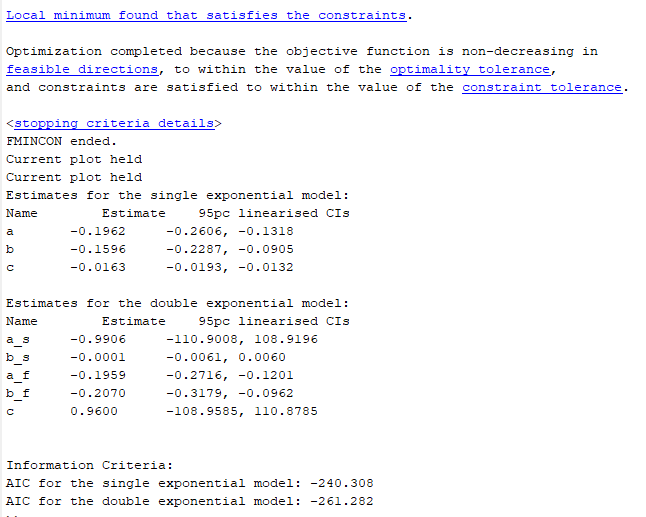 Local minimum found that satisfies the constraints.
Optimization completed because the objective function is non-decreasing in
feasible directions, to within the value of the optimality tolerance,
and constraints are satisfied to within the value of the constraint tolerance.
<stopping criteria details>
FMINCON ended.
Current plot held
Current plot held
Estimates for the single exponential model:
Name Estimate 95pc linearised CIs
a -0.1962 -0.2606, -0.1318
b -0.1596 -0.2287, -0.0905
c -0.0163 -0.0193, -0.0132
Estimates for the double exponential model:
Name Estimate 95pc linearised CIs
a_s -0.9906 -110.9008, 108.9196
b_s -0.0001 -0.0061, 0.0060
a_f -0.1959 -0.2716, -0.1201
b_f -0.2070 -0.3179, -0.0962
c 0.9600 -108.9585, 110.8785
Information Criteria:
AIC for the single exponential model: -240.308
AIC for the double exponential model: -261.282